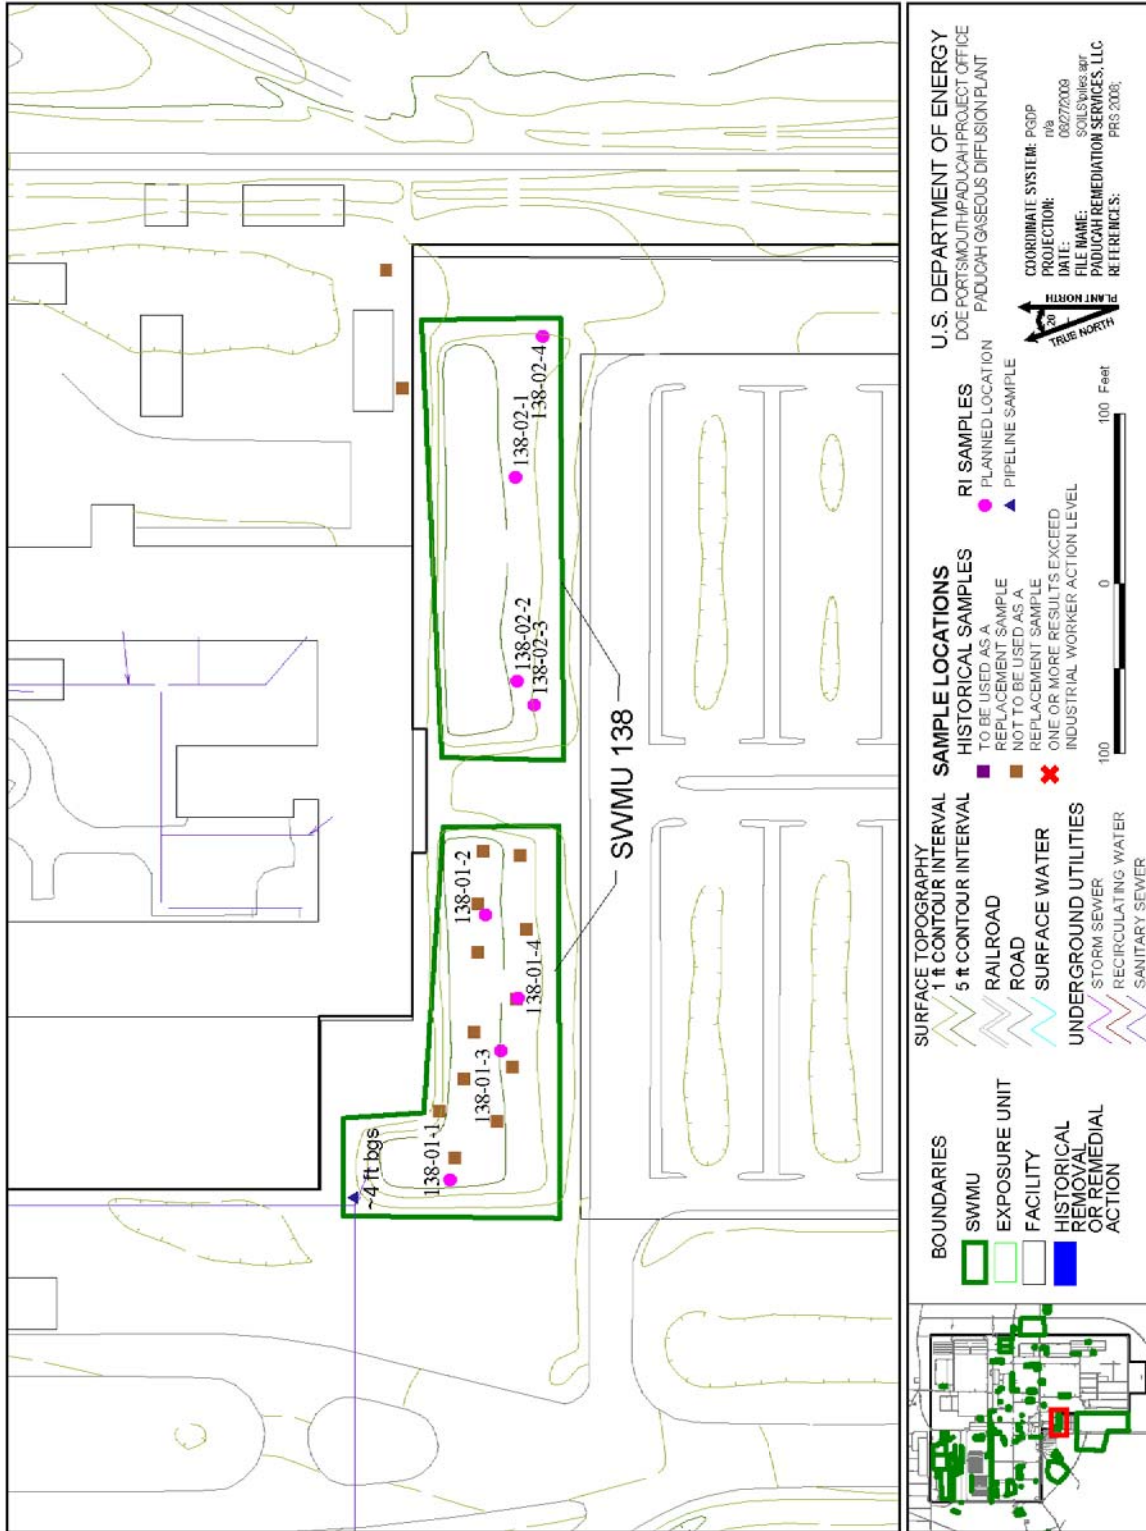 138-01-1
~4 ft bgs
138-01-3
138-01-4
138-01-2
138-02-2
138-02-3
138-02-1
138-02-4
SWMU 138
BOUNDARIES
SWMU
EXPOSURE UNIT
FACILITY
HISTORICAL
REMOVAL
OR REMEDIAL
ACTION
SURFACE TOPOGRAPHY
1 ft CONTOUR INTERVAL
5 ft CONTOUR INTERVAL
RAILROAD
ROAD
SURFACE WATER
UNDERGROUND UTILITIES
STORM SEWER
RECIRCULATING WATER
SANITARY SEWER
SAMPLE LOCATIONS
HISTORICAL SAMPLES
TO BE USED AS A
REPLACEMENT SAMPLE
NOT TO BE USED AS A
REPLACEMENT SAMPLE
ONE OR MORE RESULTS EXCEED
INDUSTRIAL WORKER ACTION LEVEL
RI SAMPLES
PLANNED LOCATION
PIPELINE SAMPLE
100 0 100 Feet
U.S. DEPARTMENT OF ENERGY
DOE PORTSMOUTH/PADUCAH PROJECT OFFICE
PADUCAH GASEOUS DIFFUSION PLANT
TRUE NORTH
20
PLANT NORTH
COORDINATE SYSTEM: PGDP
PROJECTION: n/a
DATE: 08/27/2009
FILE NAME: SOILS\piles.apr
PADUCAH REMEDIATION SERVICES, LLC
REFERENCES: PRS 2008;